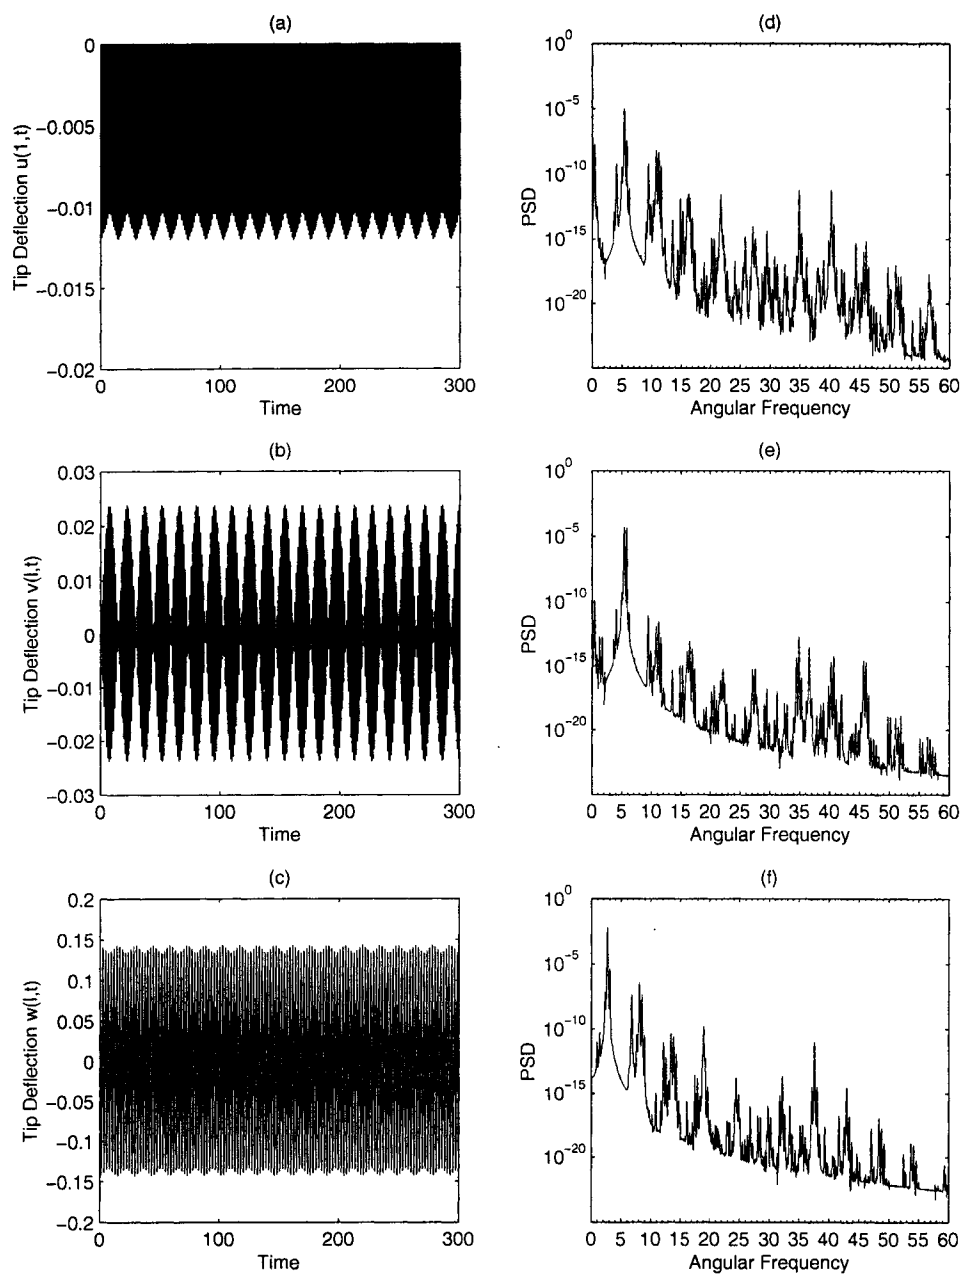 (a)
0
−0.005
−0.01
−0.015
−0.02
0 100 200 300
Time
Tip Deflection u(1,t)
(d)
10^0
10^-5
10^-10
10^-15
10^-20
0 5 10 15 20 25 30 35 40 45 50 55 60
Angular Frequency
PSD
(b)
0.03
0.02
0.01
0
−0.01
−0.02
−0.03
0 100 200 300
Time
Tip Deflection v(l,t)
(e)
10^0
10^-5
10^-10
10^-15
10^-20
0 5 10 15 20 25 30 35 40 45 50 55 60
Angular Frequency
PSD
(c)
0.2
0.15
0.1
0.05
0
−0.05
−0.1
−0.15
−0.2
0 100 200 300
Time
Tip Deflection w(l,t)
(f)
10^0
10^-5
10^-10
10^-15
10^-20
0 5 10 15 20 25 30 35 40 45 50 55 60
Angular Frequency
PSD